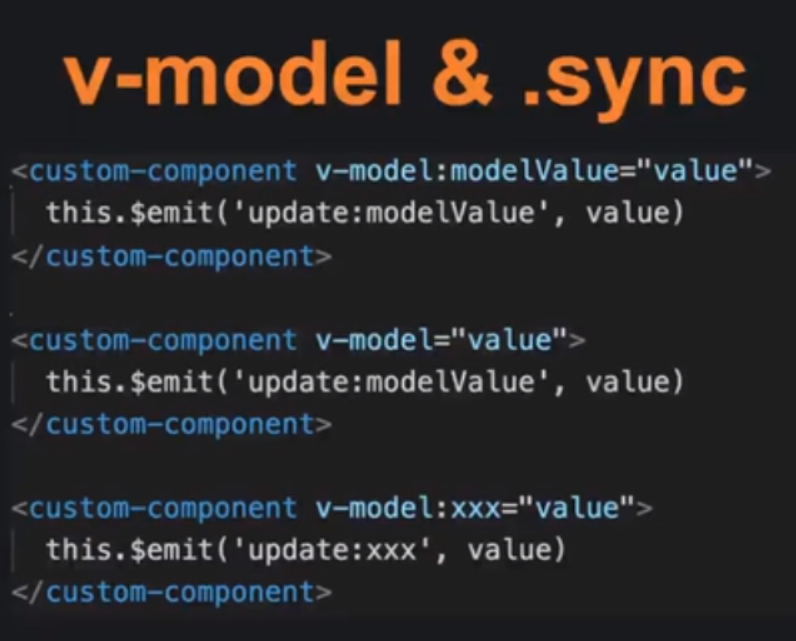 v-model & .sync
<custom-component v-model:modelValue="value">
this.$emit('update:modelValue', value)
</custom-component>
<custom-component v-model="value">
this.$emit('update:modelValue', value)
</custom-component>
<custom-component v-model:xxx="value">
this.$emit('update:xxx', value)
</custom-component>